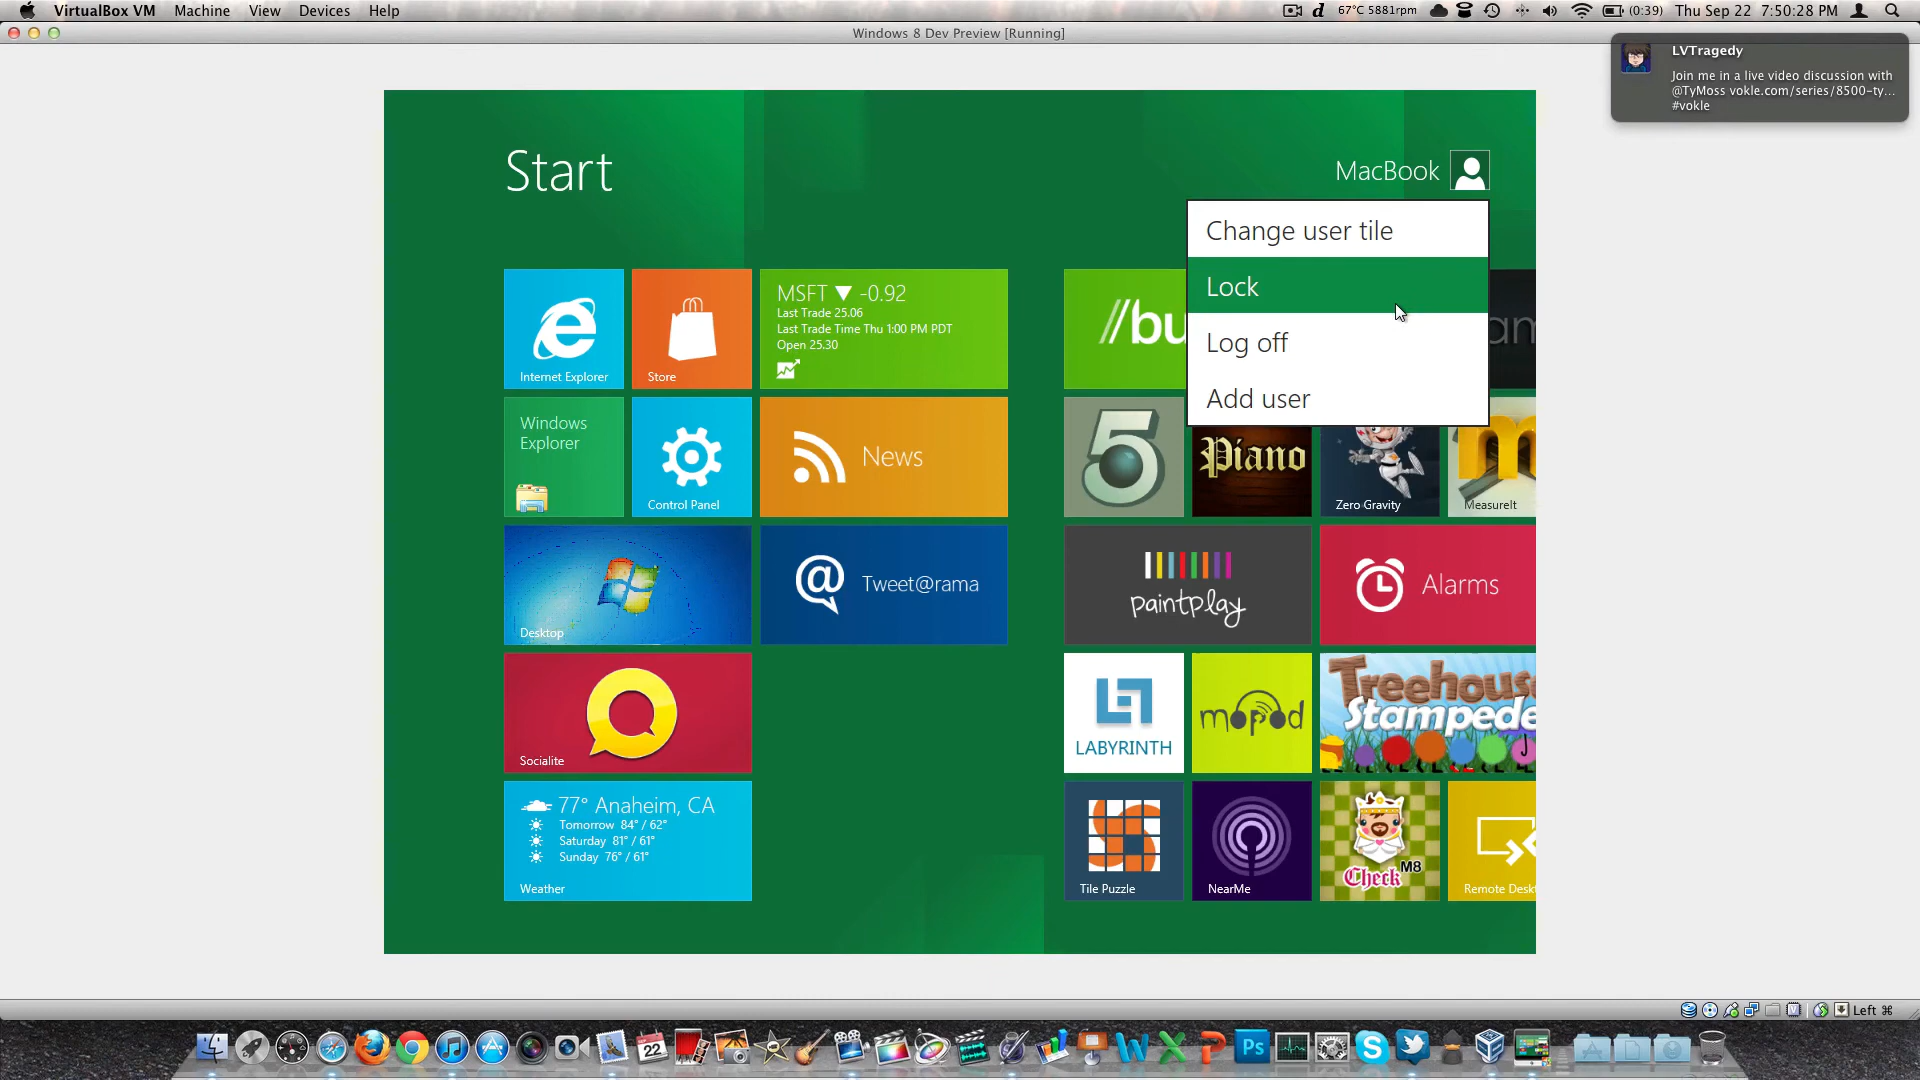 VirtualBox VM Machine View Devices Help
67°C 5881rpm (0:39) Thu Sep 22 7:50:28 PM
Windows 8 Dev Preview [Running]
LVTragedy
Join me in a live video discussion with
@TyMoss vokle.com/series/8500-ty...
#vokle
Start
MacBook
Change user tile
Lock
Log off
Add user
Internet Explorer
Store
MSFT ▼ -0.92
Last Trade 25.06
Last Trade Time Thu 1:00 PM PDT
Open 25.30
//bu
Windows
Explorer
Control Panel
News
5
Piano
Zero Gravity
MeasureIt
Desktop
Tweet@rama
paintplay
Alarms
Socialite
LABYRINTH
mopod
Treehouse
Stampede
77° Anaheim, CA
Tomorrow 84° / 62°
Saturday 81° / 61°
Sunday 76° / 61°
Weather
Tile Puzzle
NearMe
Check M8
Remote Deskt
Left ⌘
22
Ps